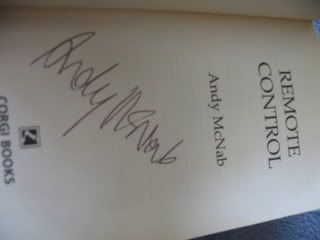 REMOTE
CONTROL
Andy McNab
Andy McNab
CORGI BOOKS